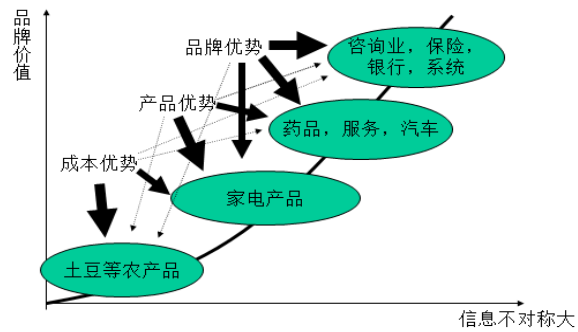 品牌价值
品牌优势
咨询业，保险，
银行，系统
产品优势
药品，服务，汽车
成本优势
家电产品
土豆等农产品
信息不对称大